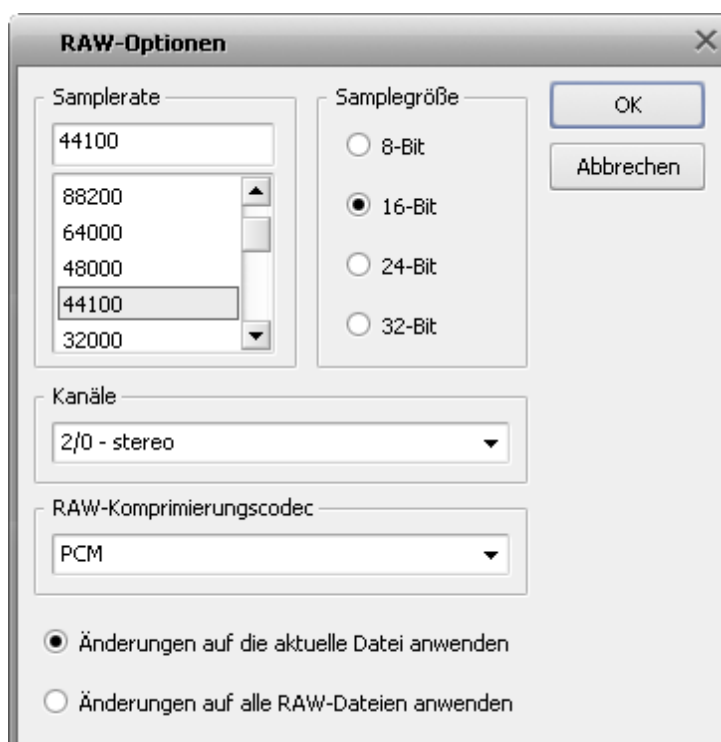 RAW-Optionen
Samplerate
44100
88200
64000
48000
44100
32000
Samplegröße
8-Bit
16-Bit
24-Bit
32-Bit
OK
Abbrechen
Kanäle
2/0 - stereo
RAW-Komprimierungscodec
PCM
Änderungen auf die aktuelle Datei anwenden
Änderungen auf alle RAW-Dateien anwenden